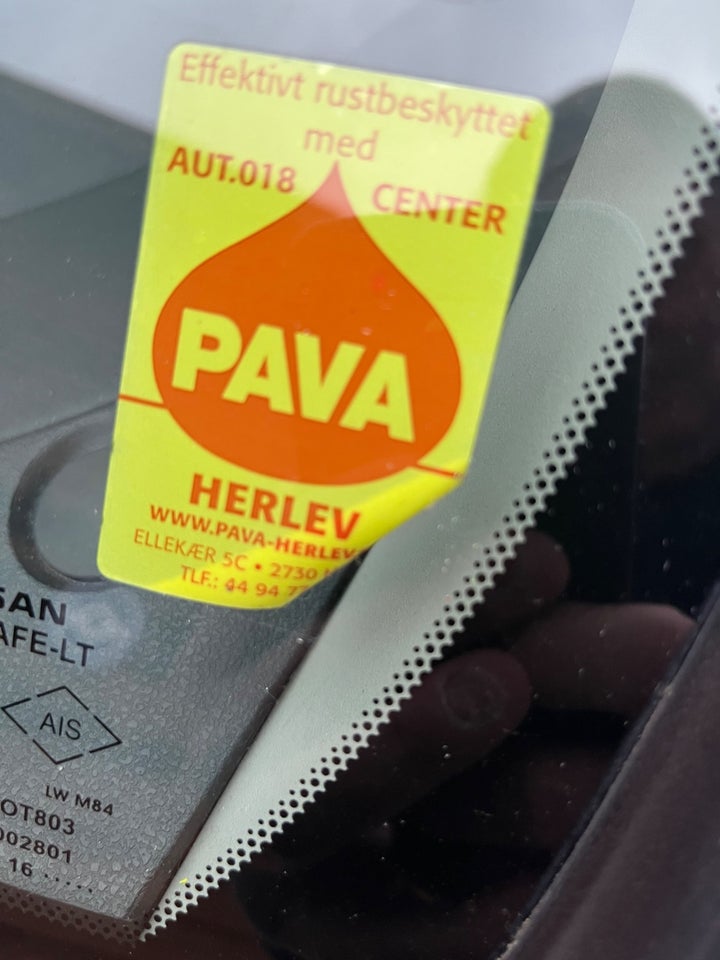 Effektivt rustbeskyttet
med
AUT.018 CENTER
PAVA
HERLEV
WWW.PAVA-HERLEV
ELLEKÆR 5C • 2730
TLF.: 44 94
SAN
AFE-LT
AIS
LW M84
OT803
002801
16 .....